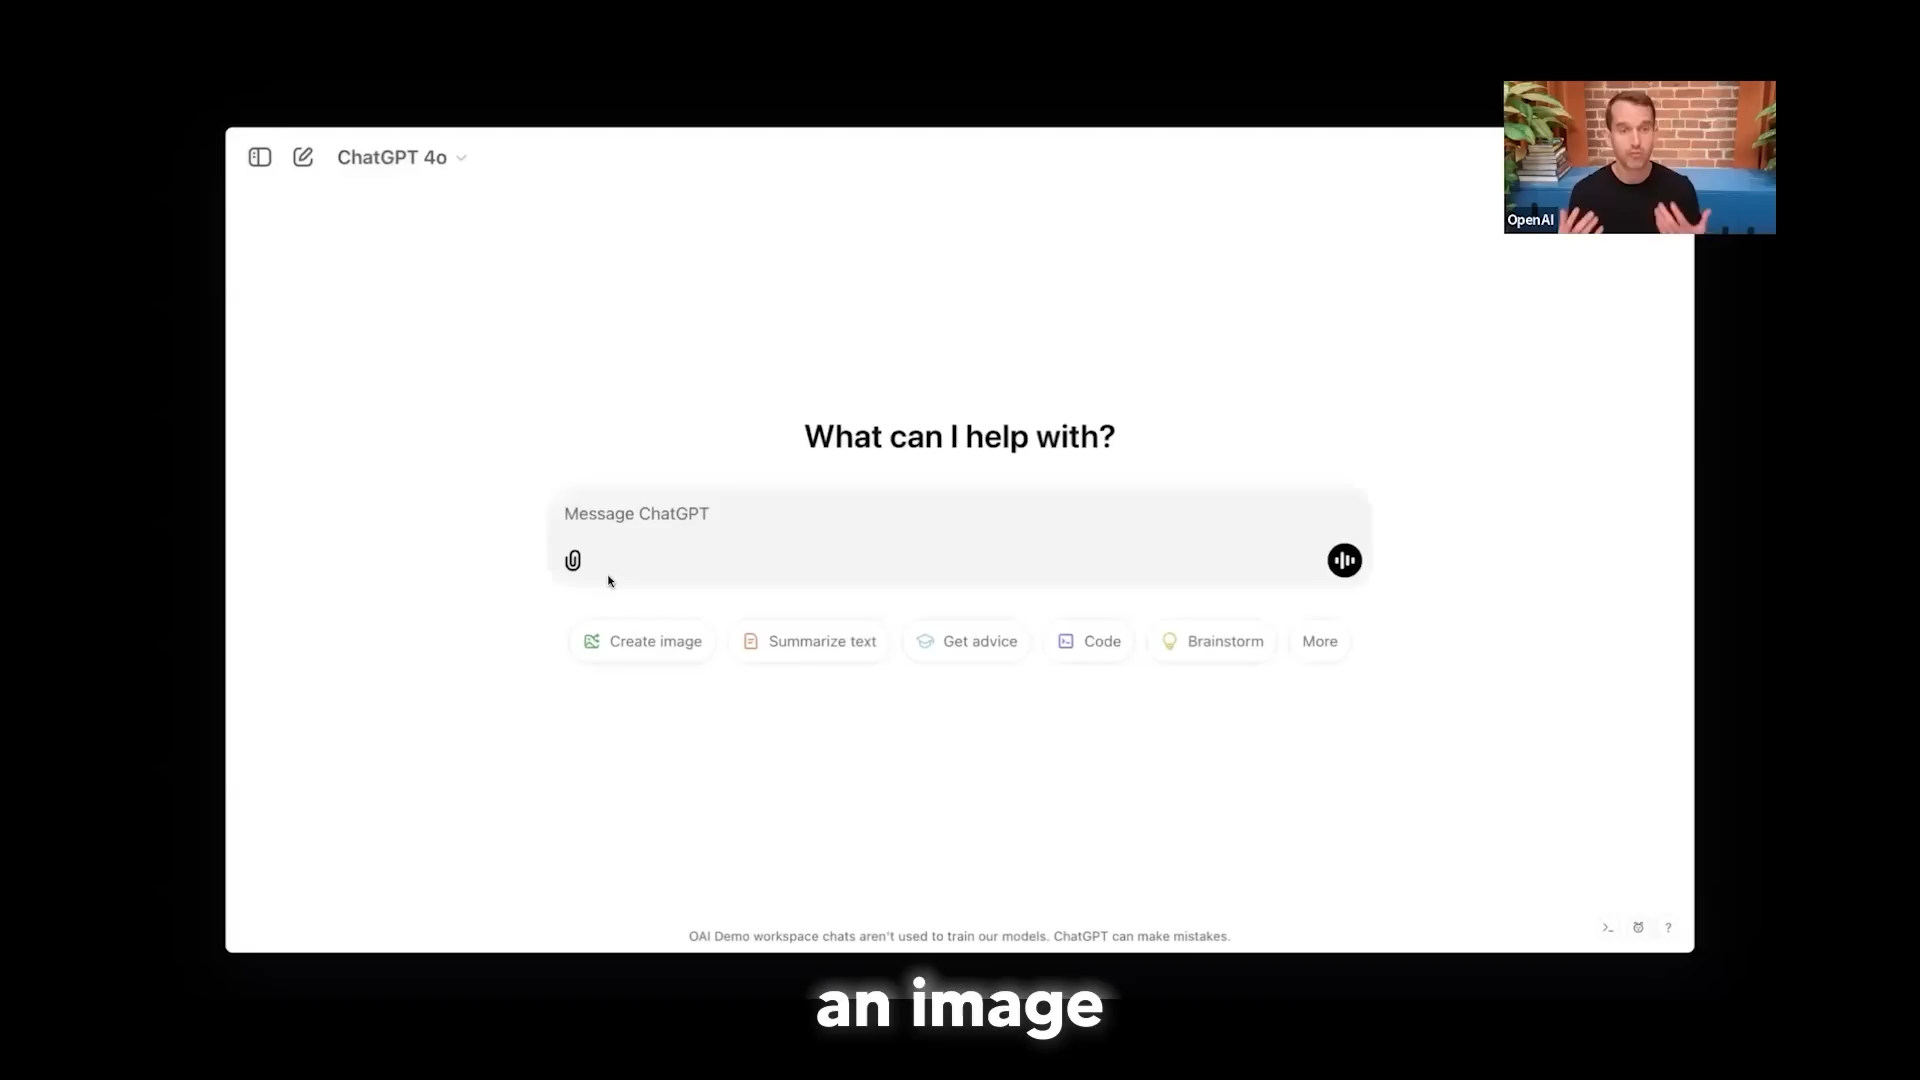 ChatGPT 4o
OpenAI
What can I help with?
Message ChatGPT
Create image
Summarize text
Get advice
Code
Brainstorm
More
OAI Demo workspace chats aren't used to train our models. ChatGPT can make mistakes.
?
an image